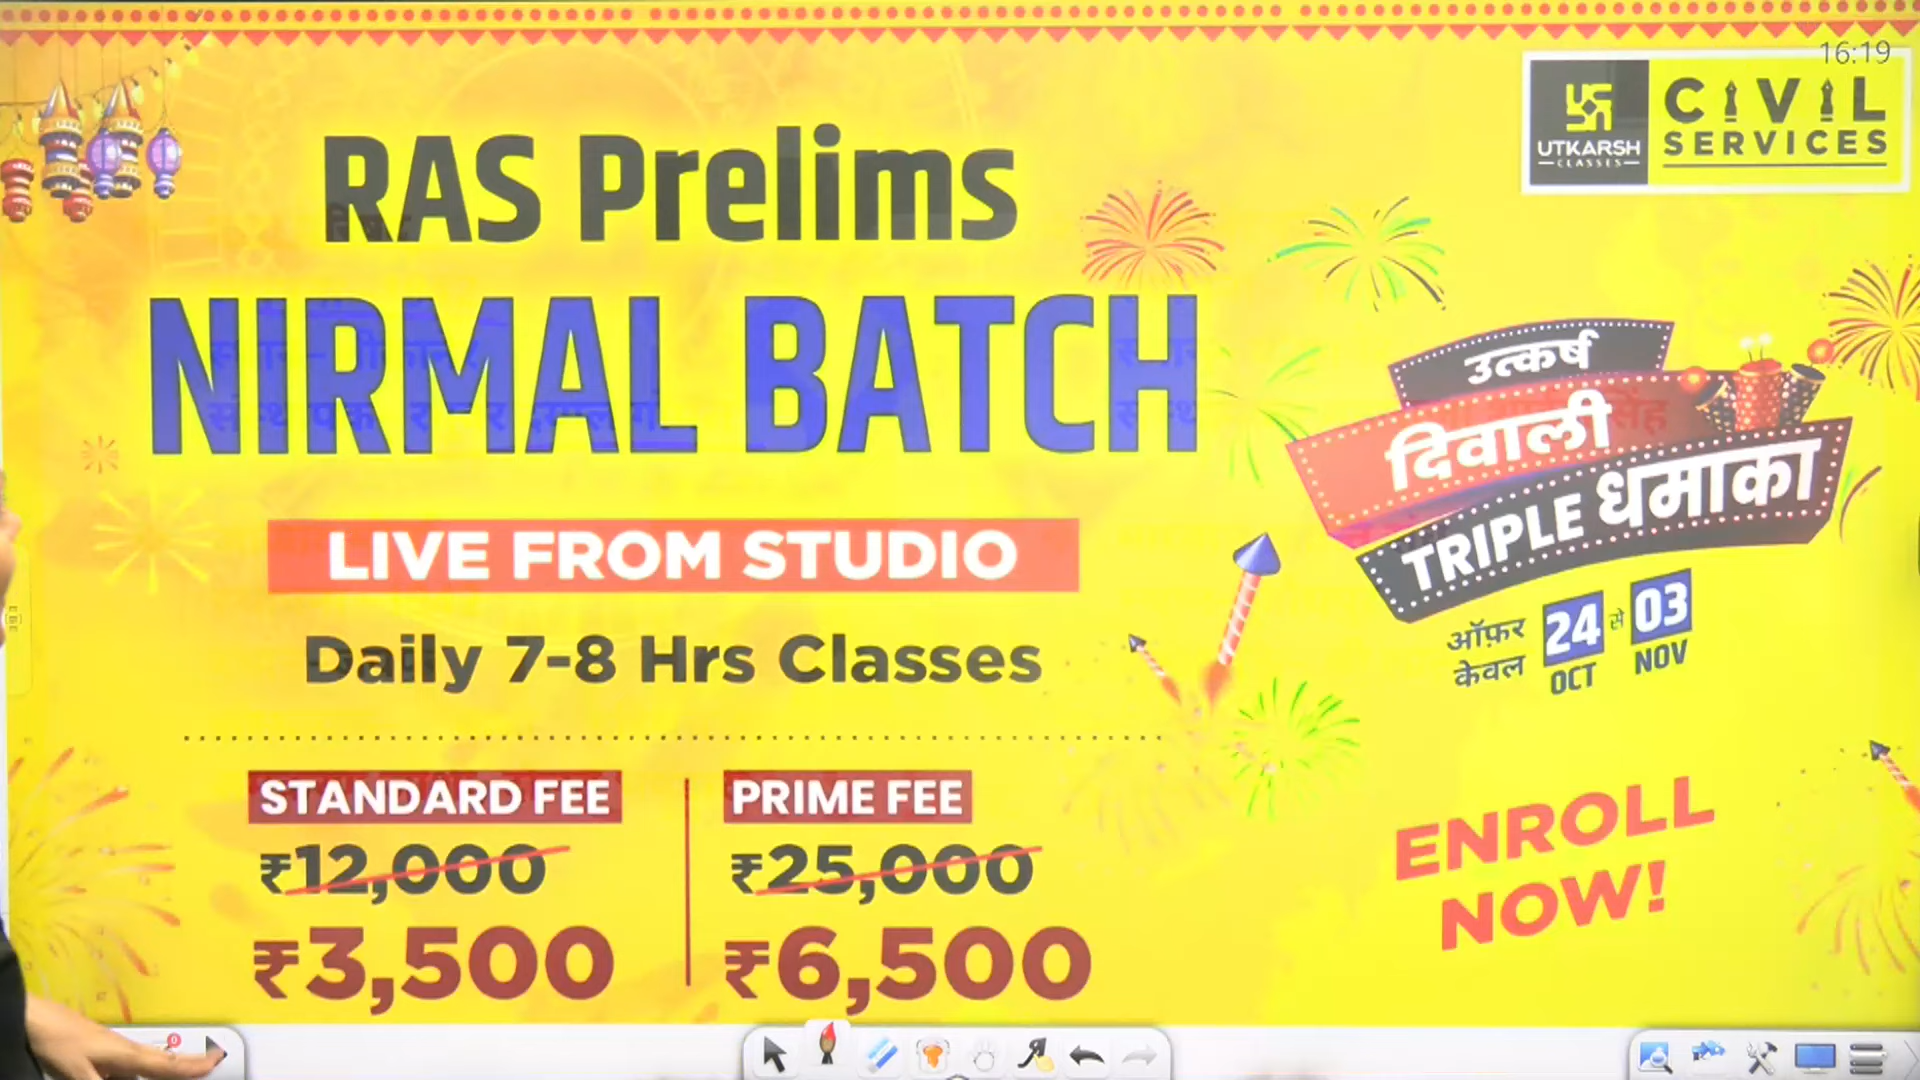 16:19
UTKARSH
CLASSES
CIVIL
SERVICES
RAS Prelims
NIRMAL BATCH
LIVE FROM STUDIO
Daily 7-8 Hrs Classes
STANDARD FEE
₹12,000
₹3,500
PRIME FEE
₹25,000
₹6,500
उत्कर्ष
दिवाली
TRIPLE धमाका
ऑफ़र केवल 24 OCT से 03 NOV
ENROLL
NOW!